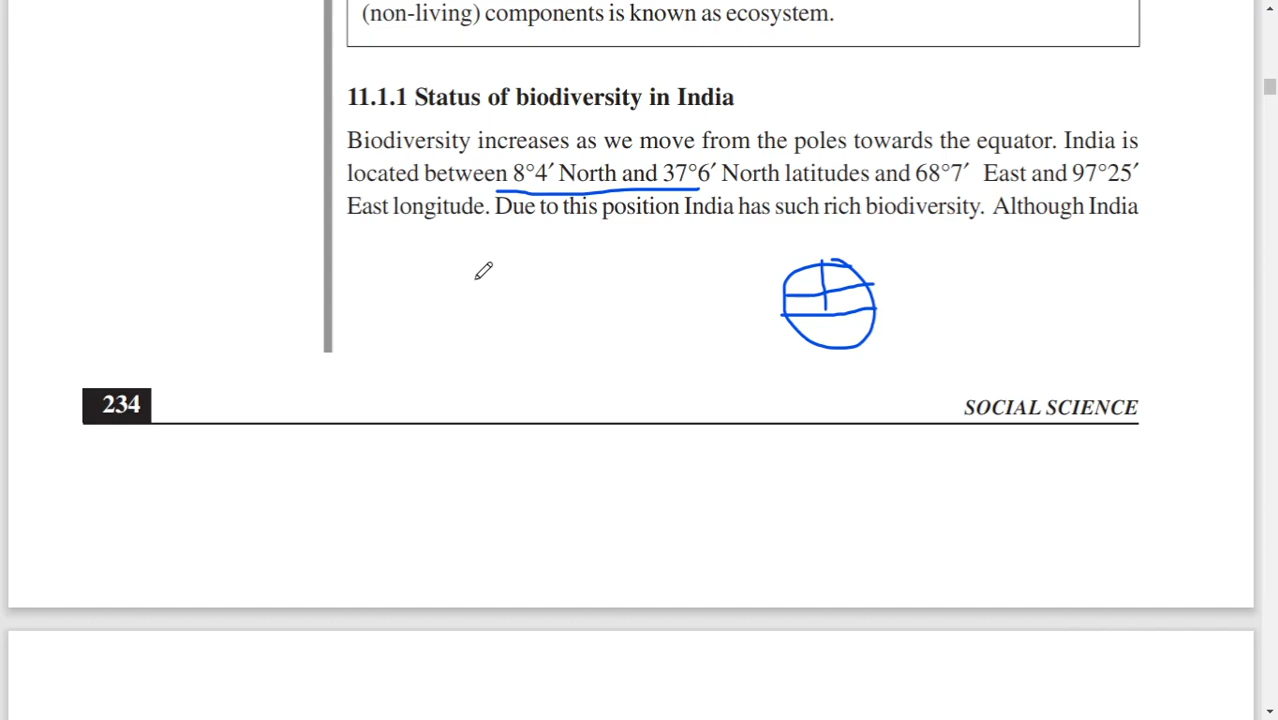 (non-living) components is known as ecosystem.
11.1.1 Status of biodiversity in India
Biodiversity increases as we move from the poles towards the equator. India is
located between 8°4′ North and 37°6′ North latitudes and 68°7′ East and 97°25′
East longitude. Due to this position India has such rich biodiversity. Although India
234
SOCIAL SCIENCE